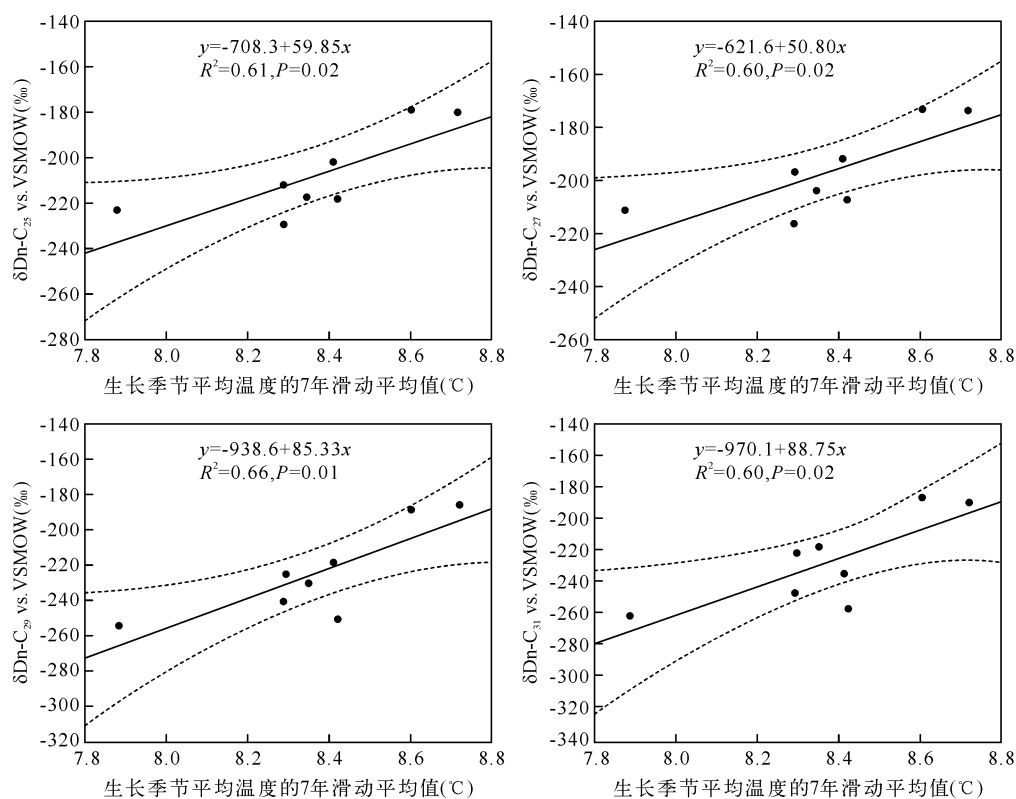 -140
-160
-180
-200
-220
-240
-260
-280
δDn-C25 vs.VSMOW(‰)
y=-708.3+59.85x
R²=0.61,P=0.02
7.8 8.0 8.2 8.4 8.6 8.8
生长季节平均温度的7年滑动平均值(℃)
-140
-160
-180
-200
-220
-240
-260
δDn-C27 vs.VSMOW(‰)
y=-621.6+50.80x
R²=0.60,P=0.02
7.8 8.0 8.2 8.4 8.6 8.8
生长季节平均温度的7年滑动平均值(℃)
-140
-160
-180
-200
-220
-240
-260
-280
-300
-320
δDn-C29 vs.VSMOW(‰)
y=-938.6+85.33x
R²=0.66,P=0.01
7.8 8.0 8.2 8.4 8.6 8.8
生长季节平均温度的7年滑动平均值(℃)
-140
-160
-180
-200
-220
-240
-260
-280
-300
-320
-340
δDn-C31 vs.VSMOW(‰)
y=-970.1+88.75x
R²=0.60,P=0.02
7.8 8.0 8.2 8.4 8.6 8.8
生长季节平均温度的7年滑动平均值(℃)